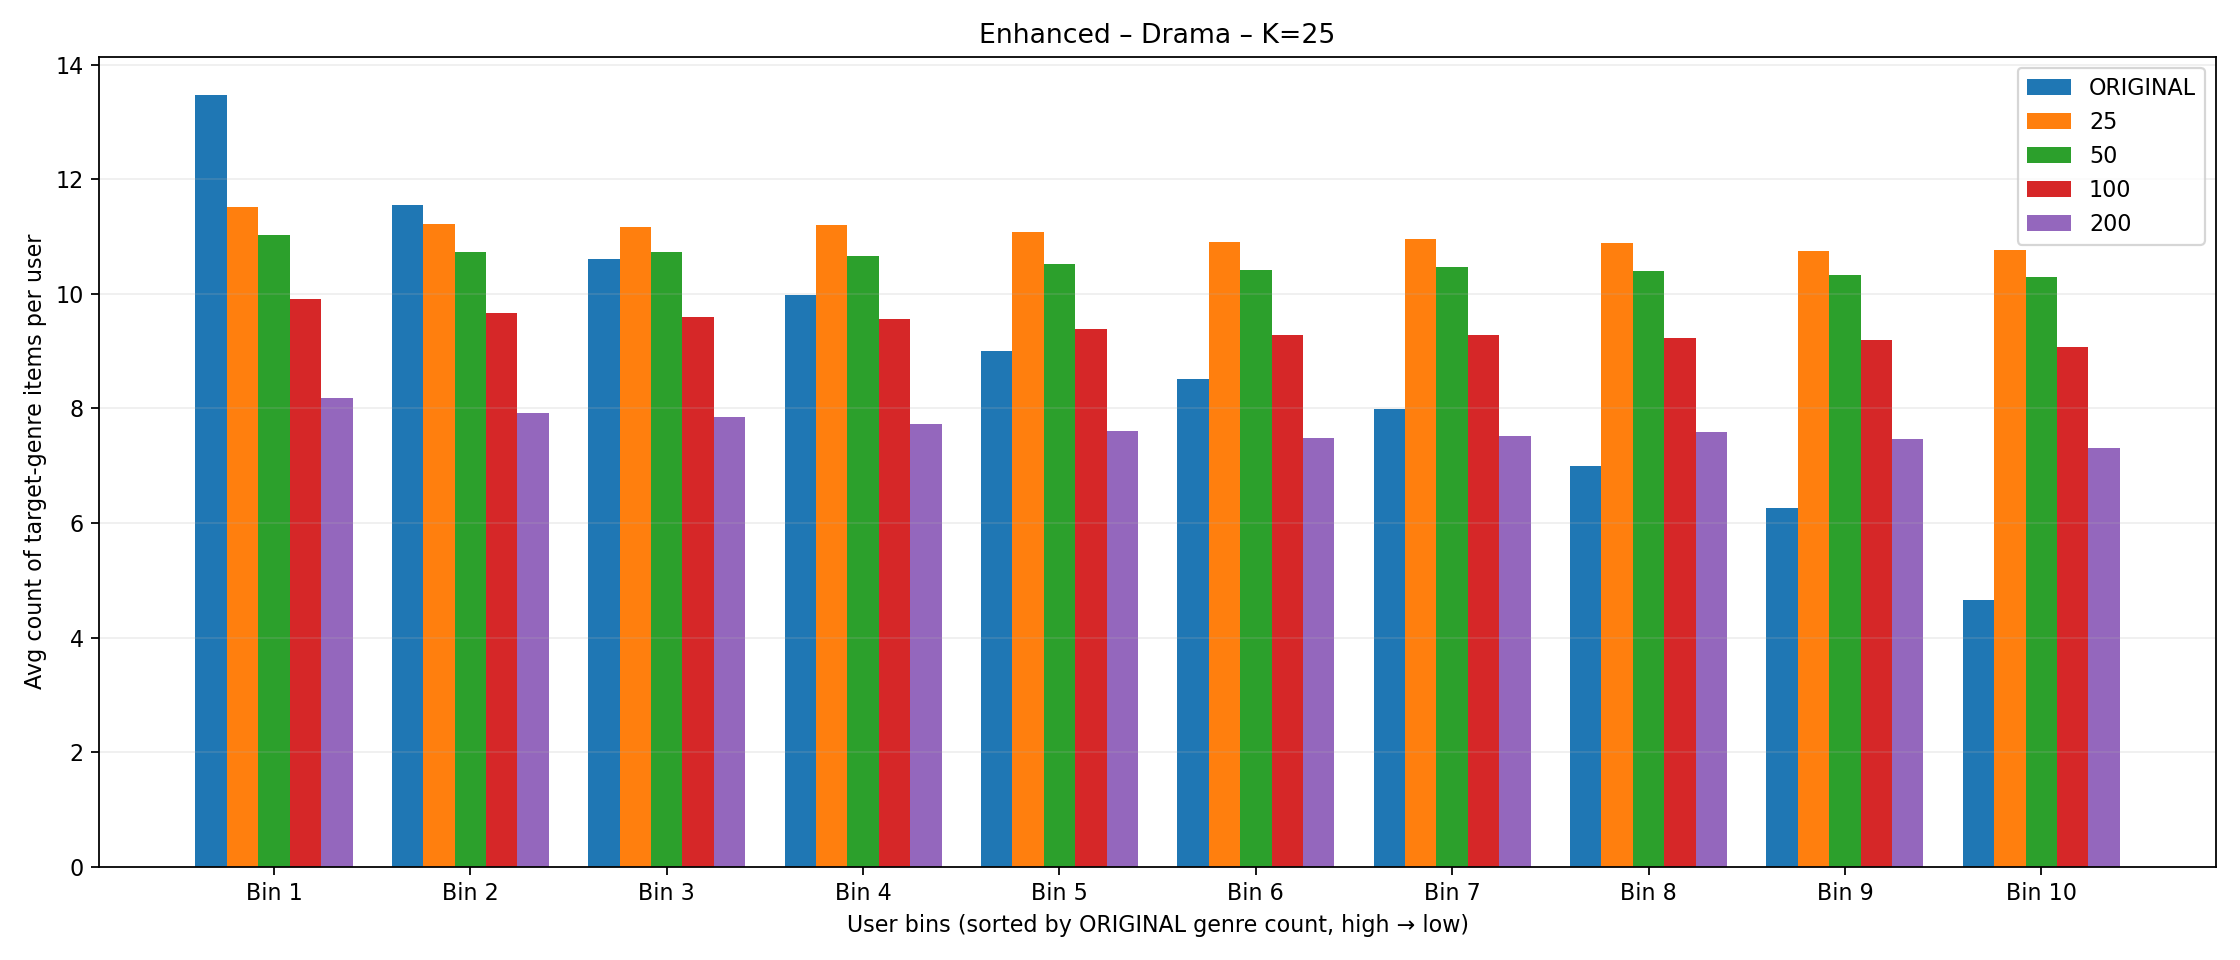 Enhanced – Drama – K=25
Avg count of target-genre items per user
14
12
10
8
6
4
2
0
ORIGINAL
25
50
100
200
Bin 1 Bin 2 Bin 3 Bin 4 Bin 5 Bin 6 Bin 7 Bin 8 Bin 9 Bin 10
User bins (sorted by ORIGINAL genre count, high → low)